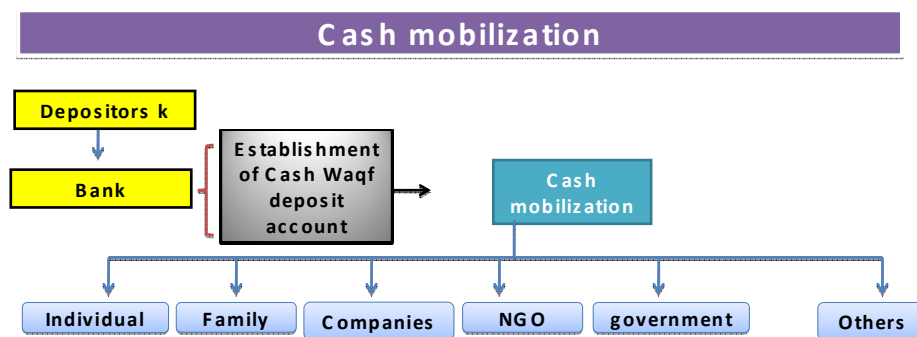 Cash mobilization
Depositors k
Bank
Establishment
of Cash Waqf
deposit
account
Cash
mobilization
Individual
Family
Companies
NGO
government
Others